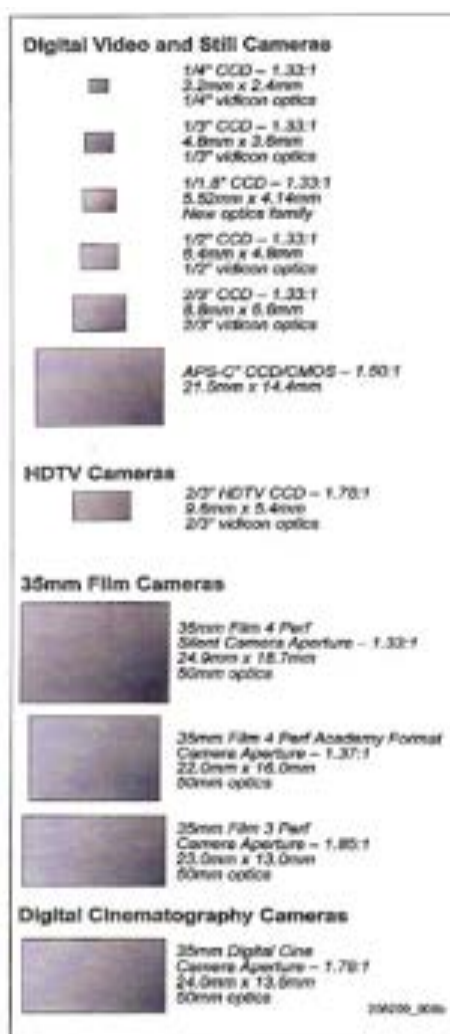 Digital Video and Still Cameras
1/4" CCD – 1.33:1
3.2mm x 2.4mm
1/4" vidicon optics
1/3" CCD – 1.33:1
4.8mm x 3.6mm
1/3" vidicon optics
1/1.8" CCD – 1.33:1
5.52mm x 4.14mm
New optics family
1/2" CCD – 1.33:1
6.4mm x 4.8mm
1/2" vidicon optics
2/3" CCD – 1.33:1
8.8mm x 6.6mm
2/3" vidicon optics
APS-C" CCD/CMOS – 1.50:1
21.5mm x 14.4mm
HDTV Cameras
2/3" HDTV CCD – 1.78:1
9.6mm x 5.4mm
2/3" vidicon optics
35mm Film Cameras
35mm Film 4 Perf
Silent Camera Aperture – 1.33:1
24.9mm x 18.7mm
50mm optics
35mm Film 4 Perf Academy Format
Camera Aperture – 1.37:1
22.0mm x 16.0mm
50mm optics
35mm Film 3 Perf
Camera Aperture – 1.85:1
23.0mm x 13.0mm
50mm optics
Digital Cinematography Cameras
35mm Digital Cine
Camera Aperture – 1.78:1
24.0mm x 13.5mm
50mm optics